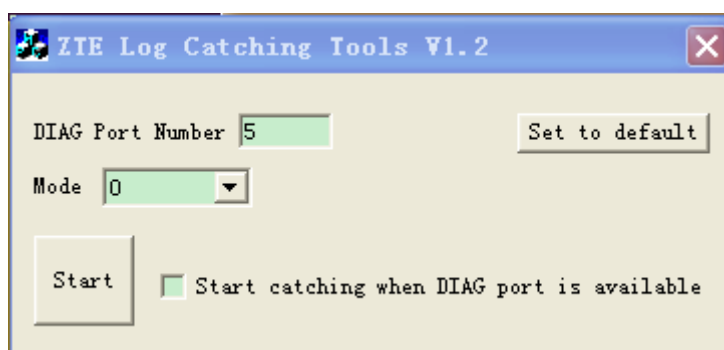 ZTE Log Catching Tools V1.2
DIAG Port Number 5 Set to default
Mode 0
Start Start catching when DIAG port is available